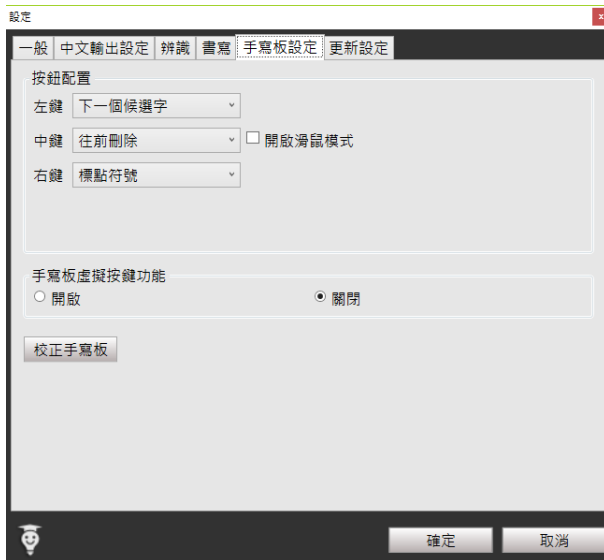 設定
x
一般 中文輸出設定 辨識 書寫 手寫板設定 更新設定
按鈕配置
左鍵 下一個候選字
中鍵 往前刪除 開啟滑鼠模式
右鍵 標點符號
手寫板虛擬按鍵功能
開啟 關閉
校正手寫板
確定 取消